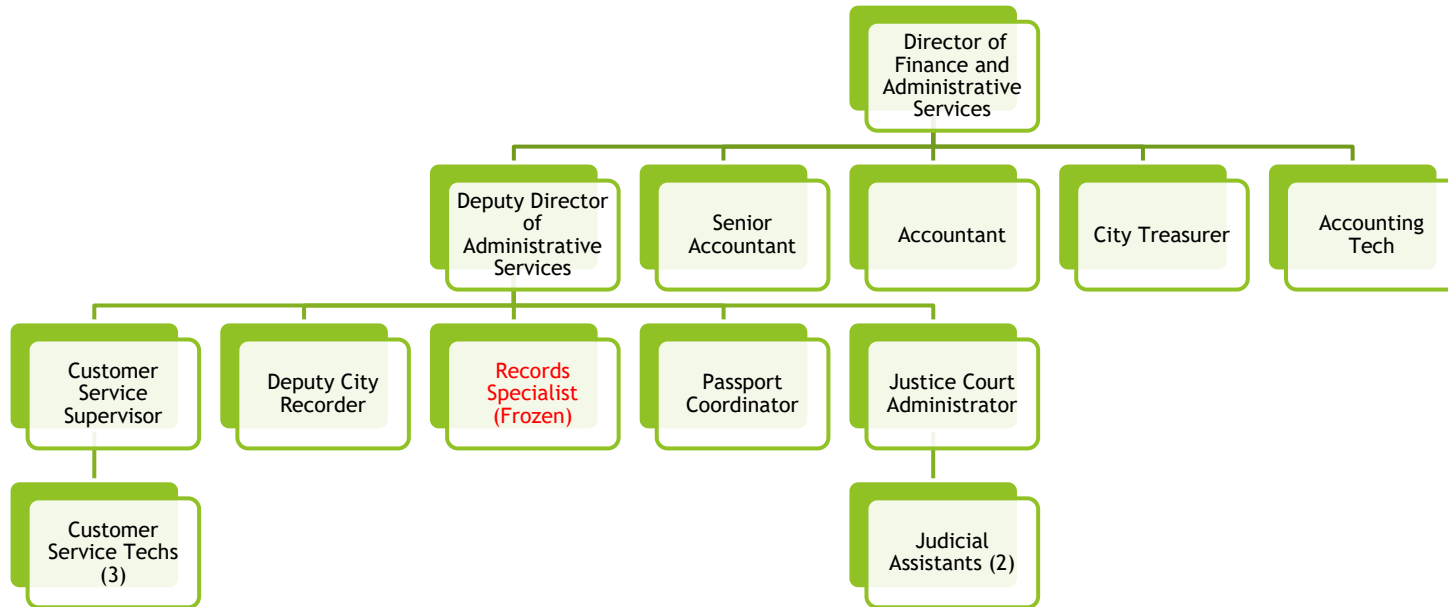 Director of
Finance and
Administrative
Services
Deputy Director
of
Administrative
Services
Senior
Accountant
Accountant
City Treasurer
Accounting
Tech
Customer
Service
Supervisor
Deputy City
Recorder
Records
Specialist
(Frozen)
Passport
Coordinator
Justice Court
Administrator
Customer
Service Techs
(3)
Judicial
Assistants (2)